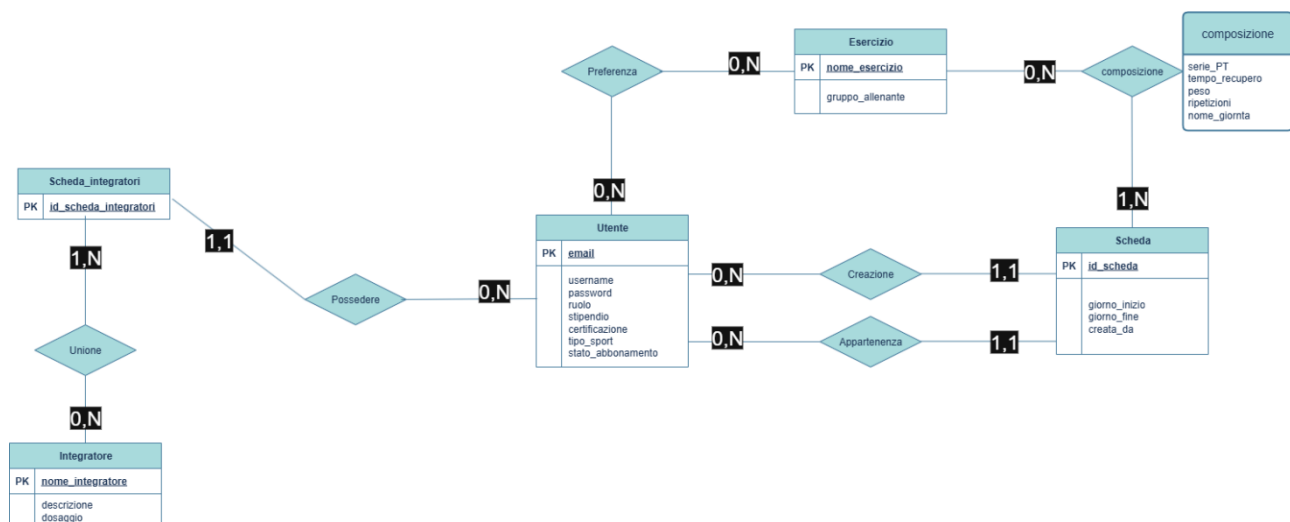 composizione
serie_PT
tempo_recupero
peso
ripetizioni
nome_giornta
Preferenza
0,N
Esercizio
PK nome_esercizio
gruppo_allenante
0,N
composizione
Scheda_integratori
PK id_scheda_integratori
1,1
1,N
Possedere
0,N
0,N
Utente
PK email
username
password
ruolo
stipendio
certificazione
tipo_sport
stato_abbonamento
0,N
Creazione
1,1
0,N
Appartenenza
1,1
1,N
Scheda
PK id_scheda
giorno_inizio
giorno_fine
creata_da
Unione
0,N
Integratore
PK nome_integratore
descrizione
dosaggio